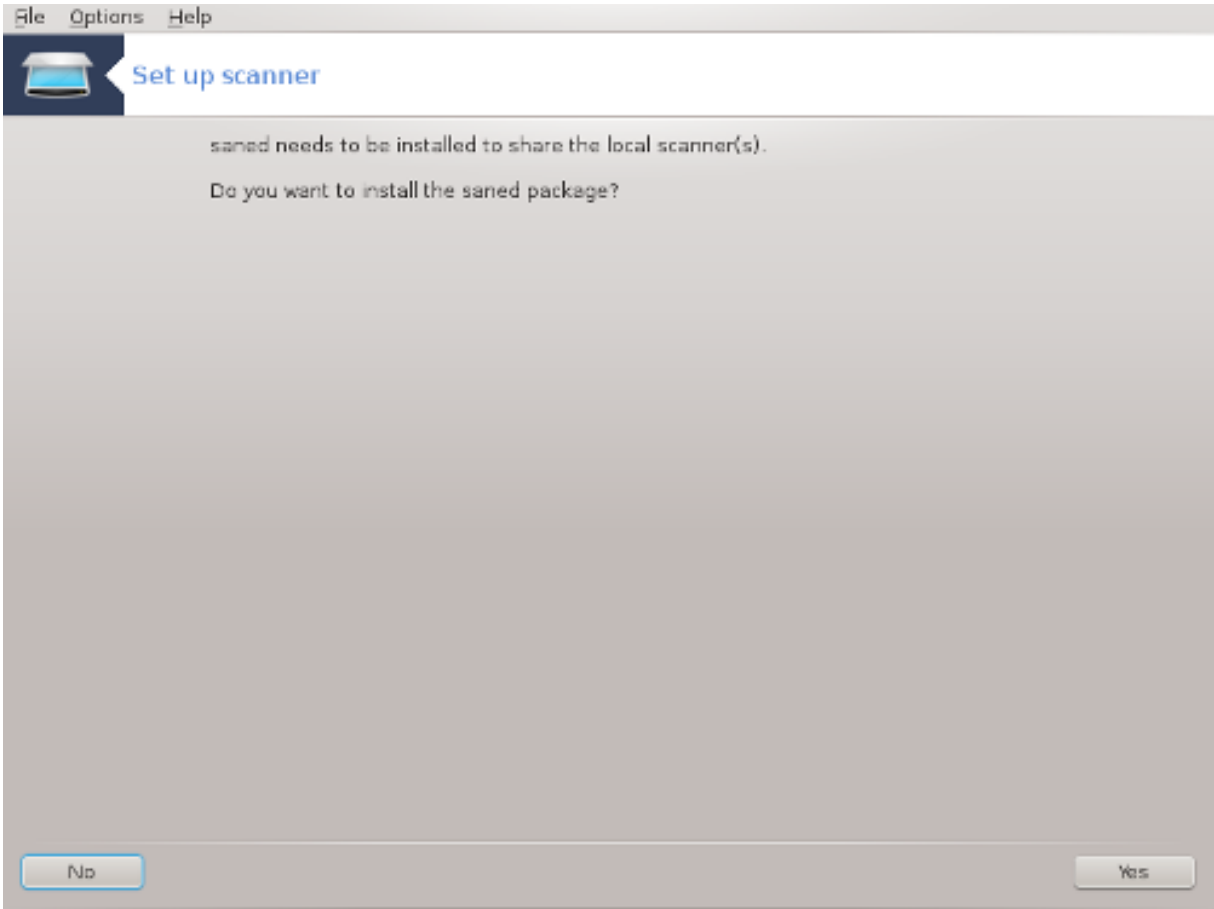 File Options Help
Set up scanner
saned needs to be installed to share the local scanner(s).
Do you want to install the saned package?
No
Yes